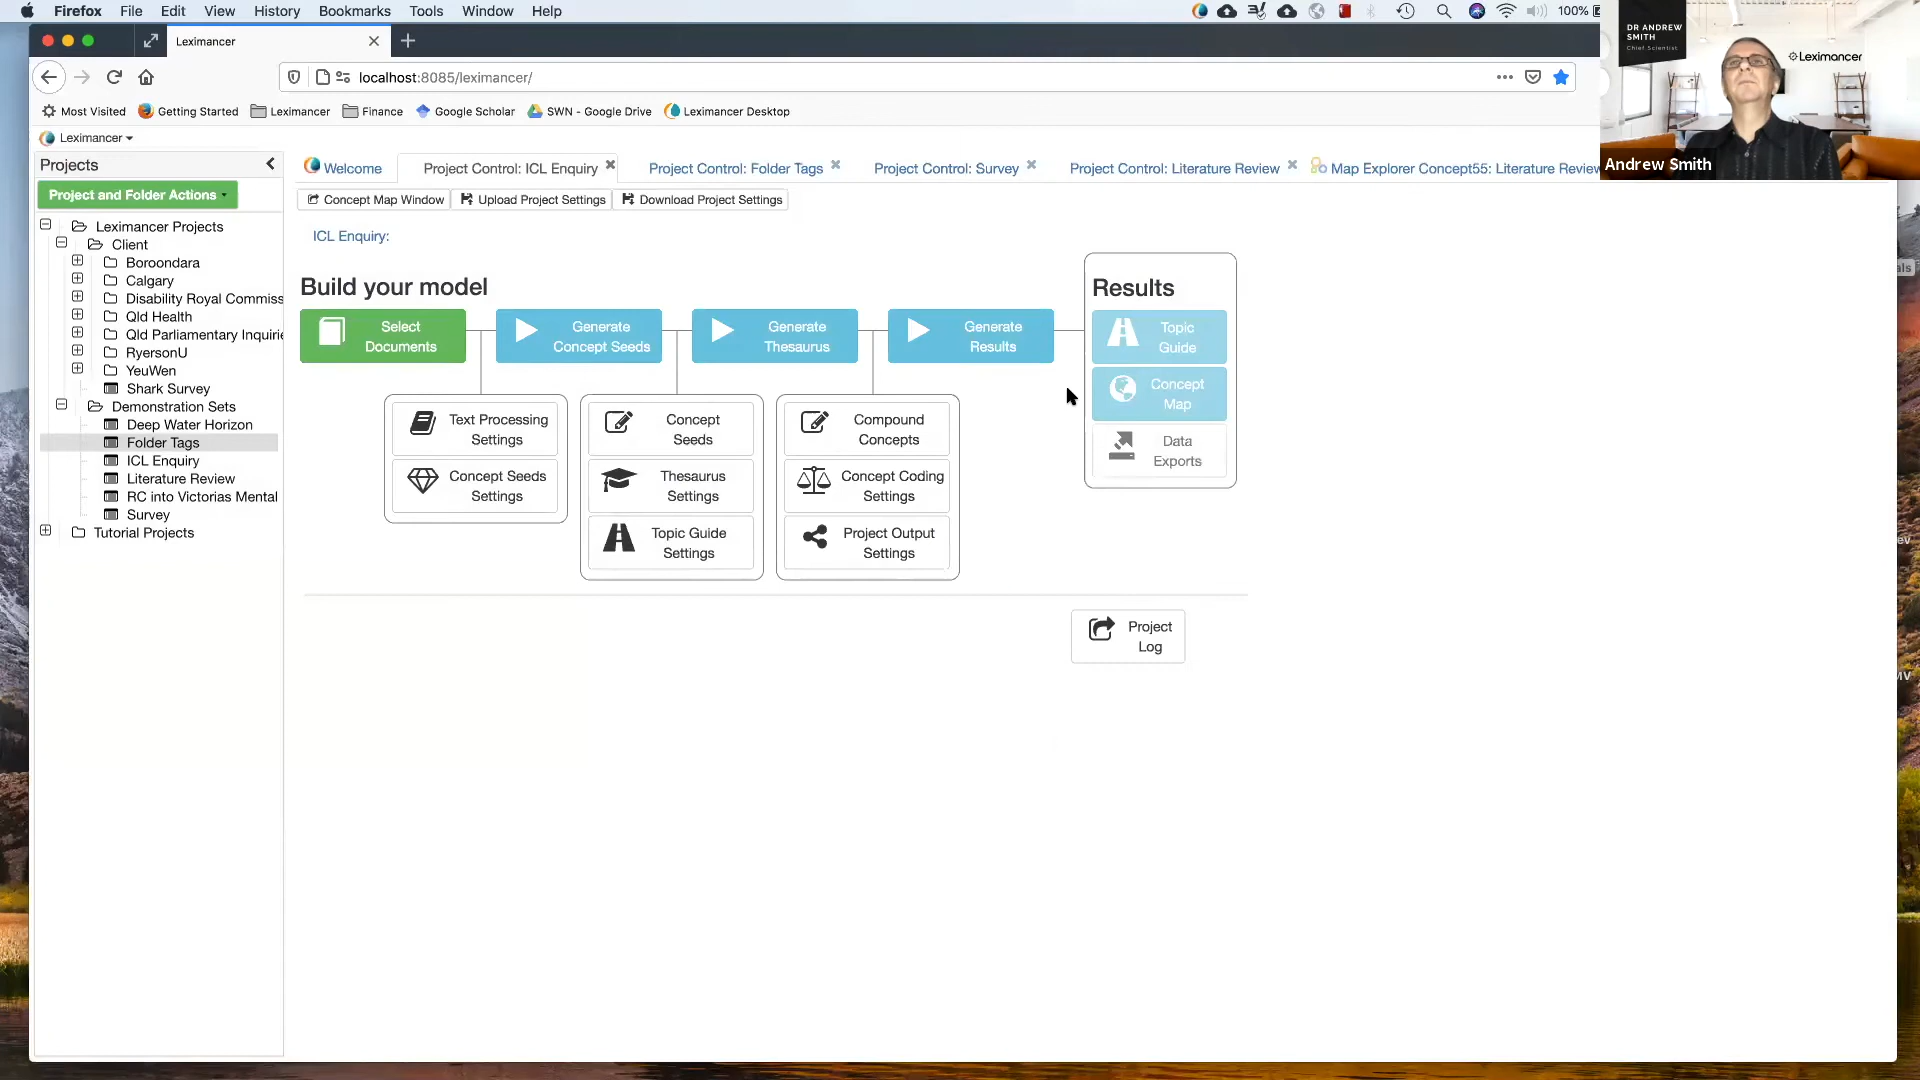 Firefox File Edit View History Bookmarks Tools Window Help 100%
Leximancer
localhost:8085/leximancer/
Most Visited Getting Started Leximancer Finance Google Scholar SWN - Google Drive Leximancer Desktop
Leximancer
Projects
Project and Folder Actions
Leximancer Projects
Client
Boroondara
Calgary
Disability Royal Commiss
Qld Health
Qld Parliamentary Inquirie
RyersonU
YeuWen
Shark Survey
Demonstration Sets
Deep Water Horizon
Folder Tags
ICL Enquiry
Literature Review
RC into Victorias Mental
Survey
Tutorial Projects
Welcome Project Control: ICL Enquiry Project Control: Folder Tags Project Control: Survey Project Control: Literature Review Map Explorer Concept55: Literature Review
Concept Map Window Upload Project Settings Download Project Settings
ICL Enquiry:
Build your model
Select
Documents
Generate
Concept Seeds
Generate
Thesaurus
Generate
Results
Text Processing
Settings
Concept Seeds
Settings
Concept
Seeds
Thesaurus
Settings
Topic Guide
Settings
Compound
Concepts
Concept Coding
Settings
Project Output
Settings
Results
Topic
Guide
Concept
Map
Data
Exports
Project
Log
DR ANDREW
SMITH
Chief Scientist
Leximancer
Andrew Smith